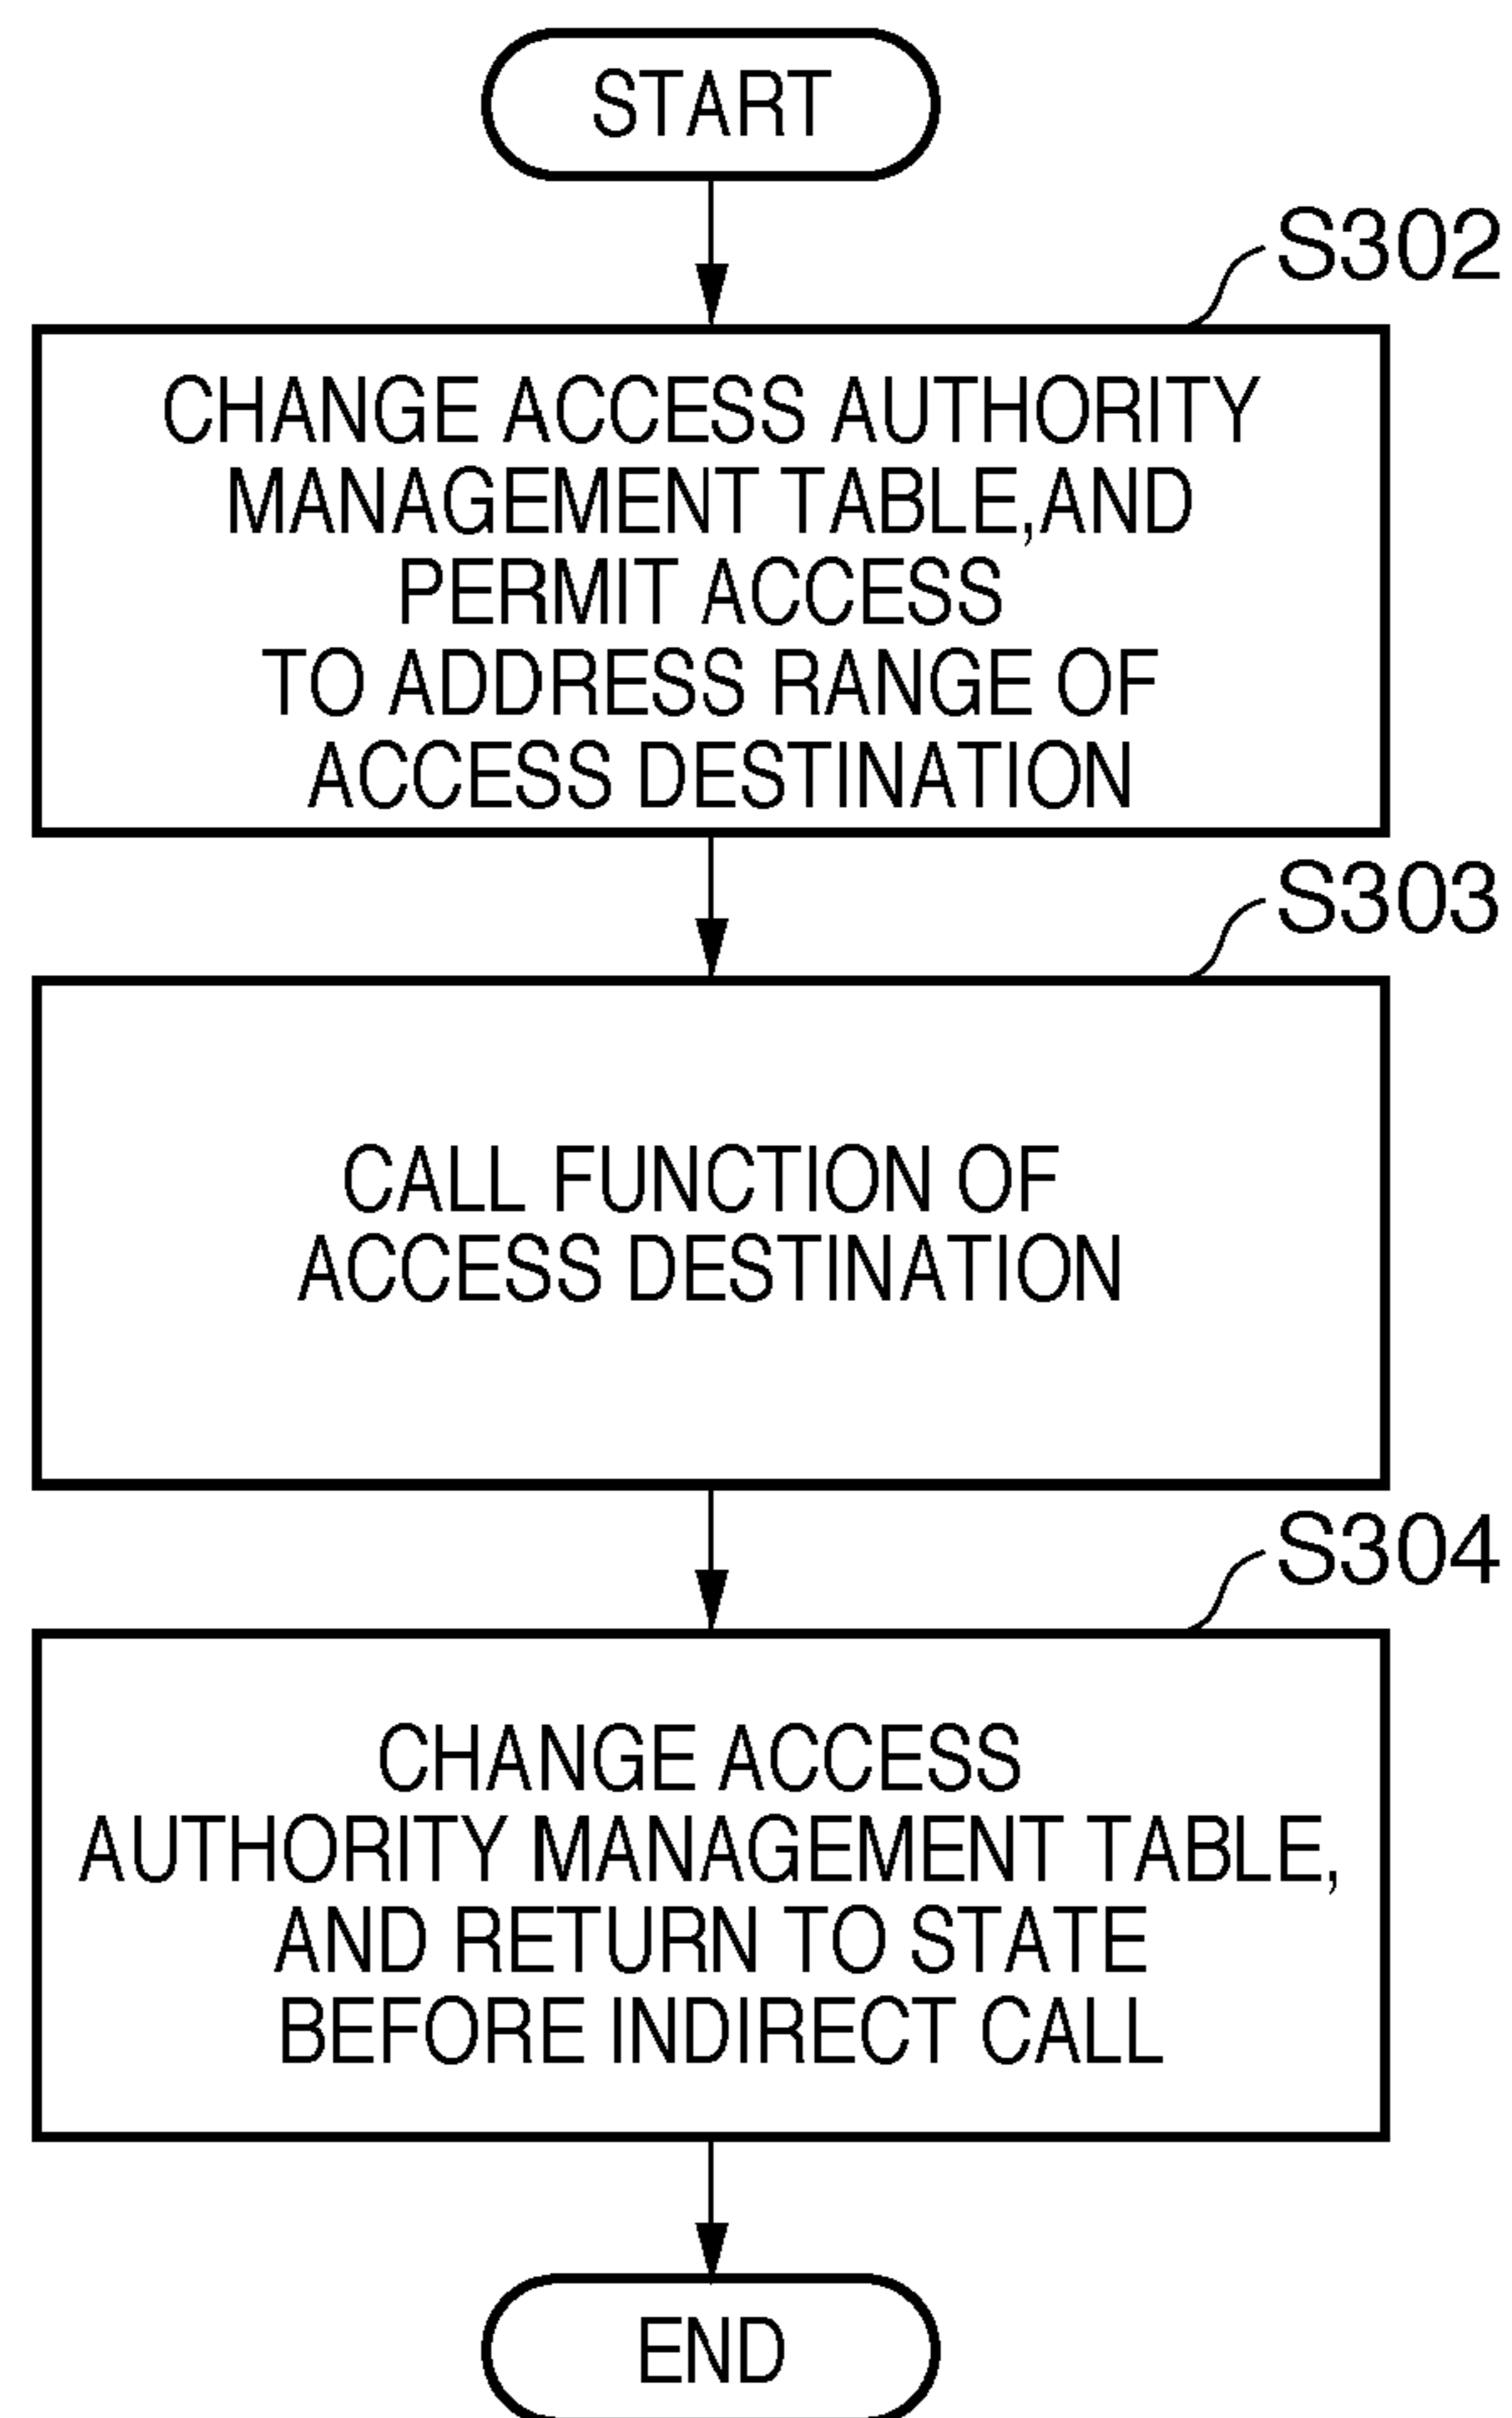 START
S302
CHANGE ACCESS AUTHORITY
MANAGEMENT TABLE,AND
PERMIT ACCESS
TO ADDRESS RANGE OF
ACCESS DESTINATION
S303
CALL FUNCTION OF
ACCESS DESTINATION
S304
CHANGE ACCESS
AUTHORITY MANAGEMENT TABLE,
AND RETURN TO STATE
BEFORE INDIRECT CALL
END